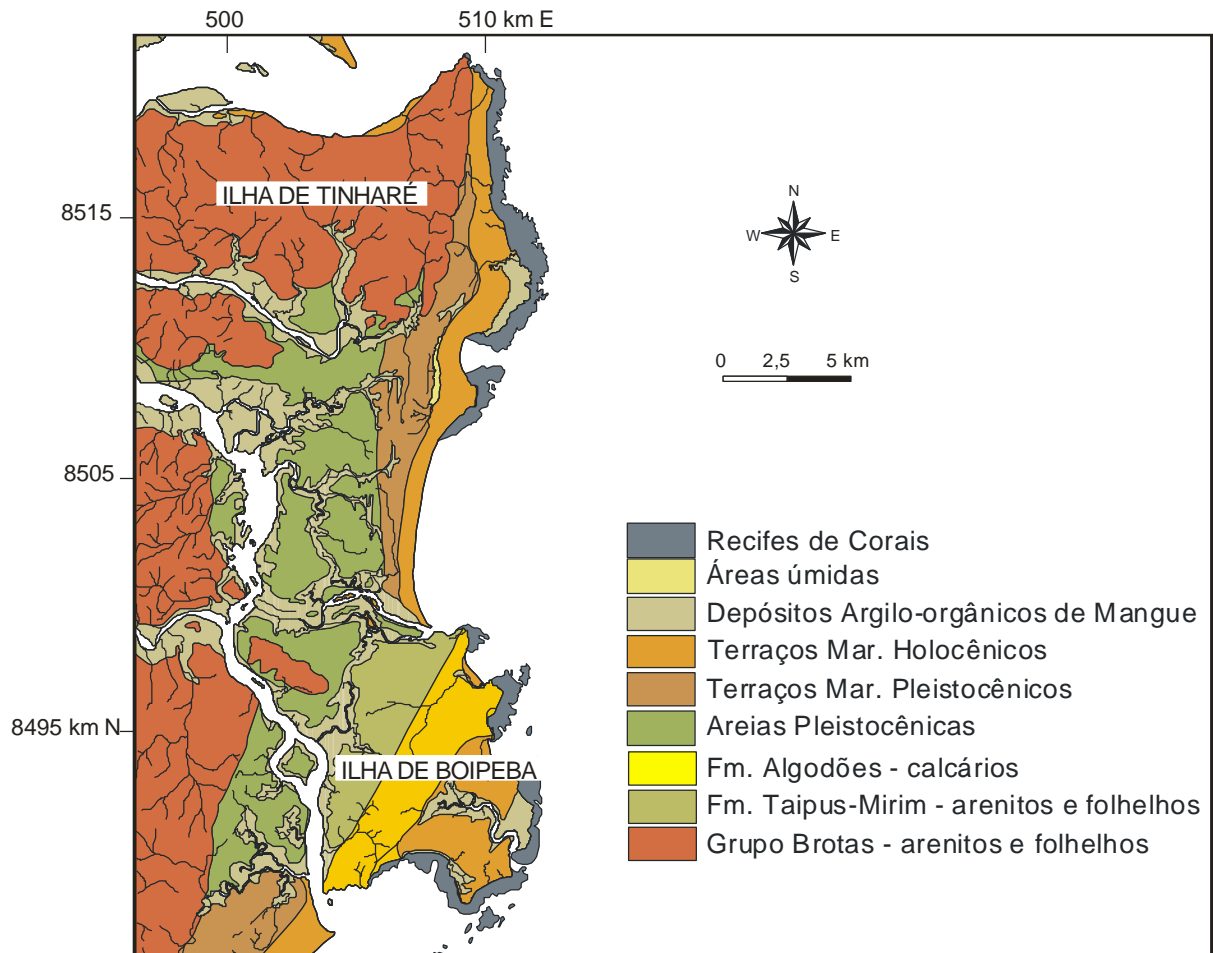 500
510 km E
N
W
E
S
ILHA DE TINHARÉ
8515
0
2,5
5 km
8505
Recifes de Corais
Áreas úmidas
Depósitos Argilo-orgânicos de Mangue
Terraços Mar. Holocênicos
Terraços Mar. Pleistocênicos
Areias Pleistocênicas
8495 km N
ILHA DE BOIPEBA
Fm. Algodões - calcários
Fm. Taipus-Mirim - arenitos e folhelhos
Grupo Brotas - arenitos e folhelhos